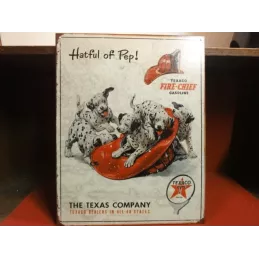 Hatful of Pep!
TEXACO
FIRE-CHIEF
GASOLINE
TEXACO
THE TEXAS COMPANY
TEXACO DEALERS IN ALL 48 STATES